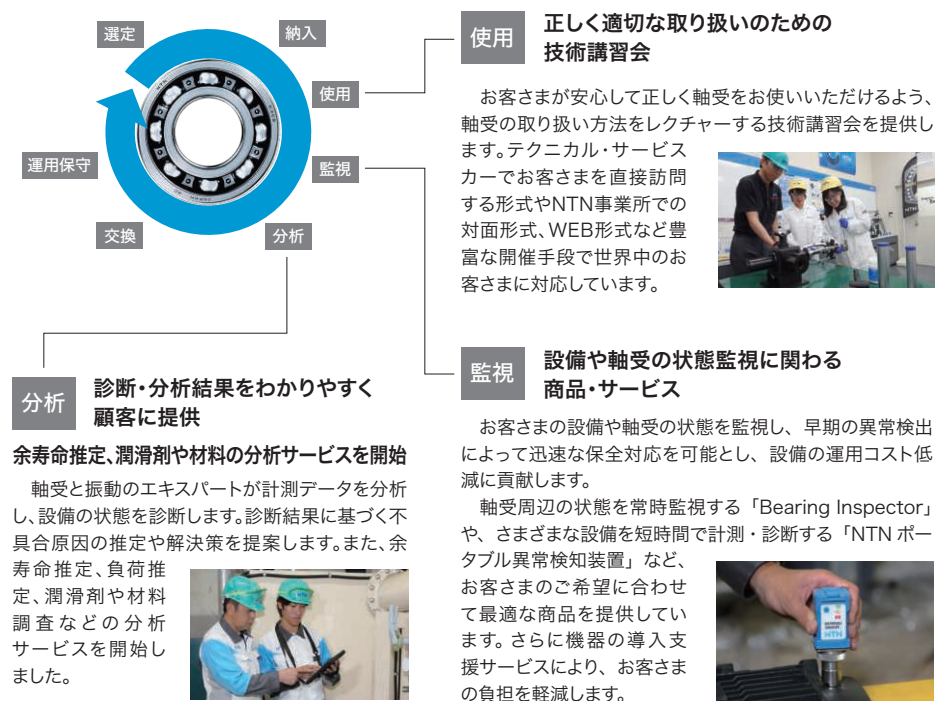 選定
納入
使用
監視
分析
交換
運用保守
使用
正しく適切な取り扱いのための
技術講習会
お客さまが安心して正しく軸受をお使いいただけるよう、
軸受の取り扱い方法をレクチャーする技術講習会を提供し
ます。テクニカル・サービス
カーでお客さまを直接訪問
する形式やNTN事業所での
対面形式、WEB形式など豊
富な開催手段で世界中のお
客さまに対応しています。
監視
設備や軸受の状態監視に関わる
商品・サービス
お客さまの設備や軸受の状態を監視し、早期の異常検出
によって迅速な保全対応を可能とし、設備の運用コスト低
減に貢献します。
軸受周辺の状態を常時監視する「Bearing Inspector」
や、さまざまな設備を短時間で計測・診断する「NTN ポー
タブル異常検知装置」など、
お客さまのご希望に合わせ
て最適な商品を提供してい
ます。さらに機器の導入支
援サービスにより、お客さま
の負担を軽減します。
NTN
分析
診断・分析結果をわかりやすく
顧客に提供
余寿命推定、潤滑剤や材料の分析サービスを開始
軸受と振動のエキスパートが計測データを分析
し、設備の状態を診断します。診断結果に基づく不
具合原因の推定や解決策を提案します。また、余
寿命推定、負荷推
定、潤滑剤や材料
調査などの分析
サービスを開始し
ました。